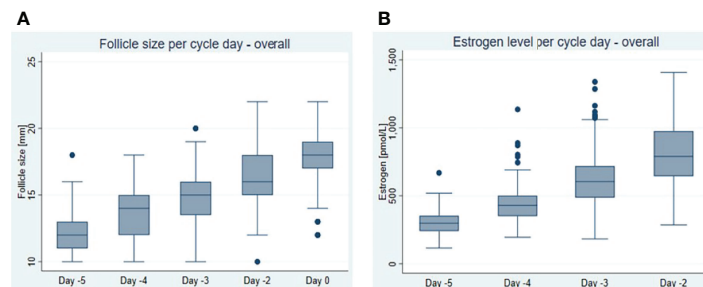 A
B
Follicle size per cycle day - overall
Estrogen level per cycle day - overall
Follicle size [mm]
25
20
15
10
Day -5 Day -4 Day -3 Day -2 Day 0
Estrogen [pmol/L]
1,500
1,000
500
0
Day -5 Day -4 Day -3 Day -2